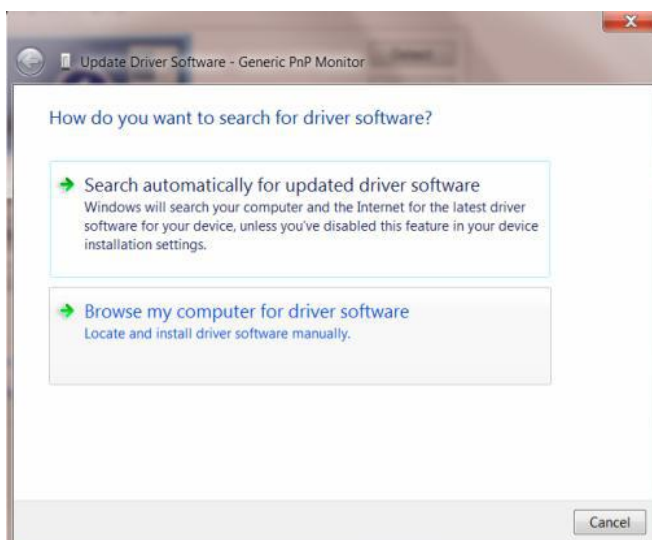 Update Driver Software - Generic PnP Monitor
How do you want to search for driver software?
Search automatically for updated driver software
Windows will search your computer and the Internet for the latest driver
software for your device, unless you've disabled this feature in your device
installation settings.
Browse my computer for driver software
Locate and install driver software manually.
Cancel